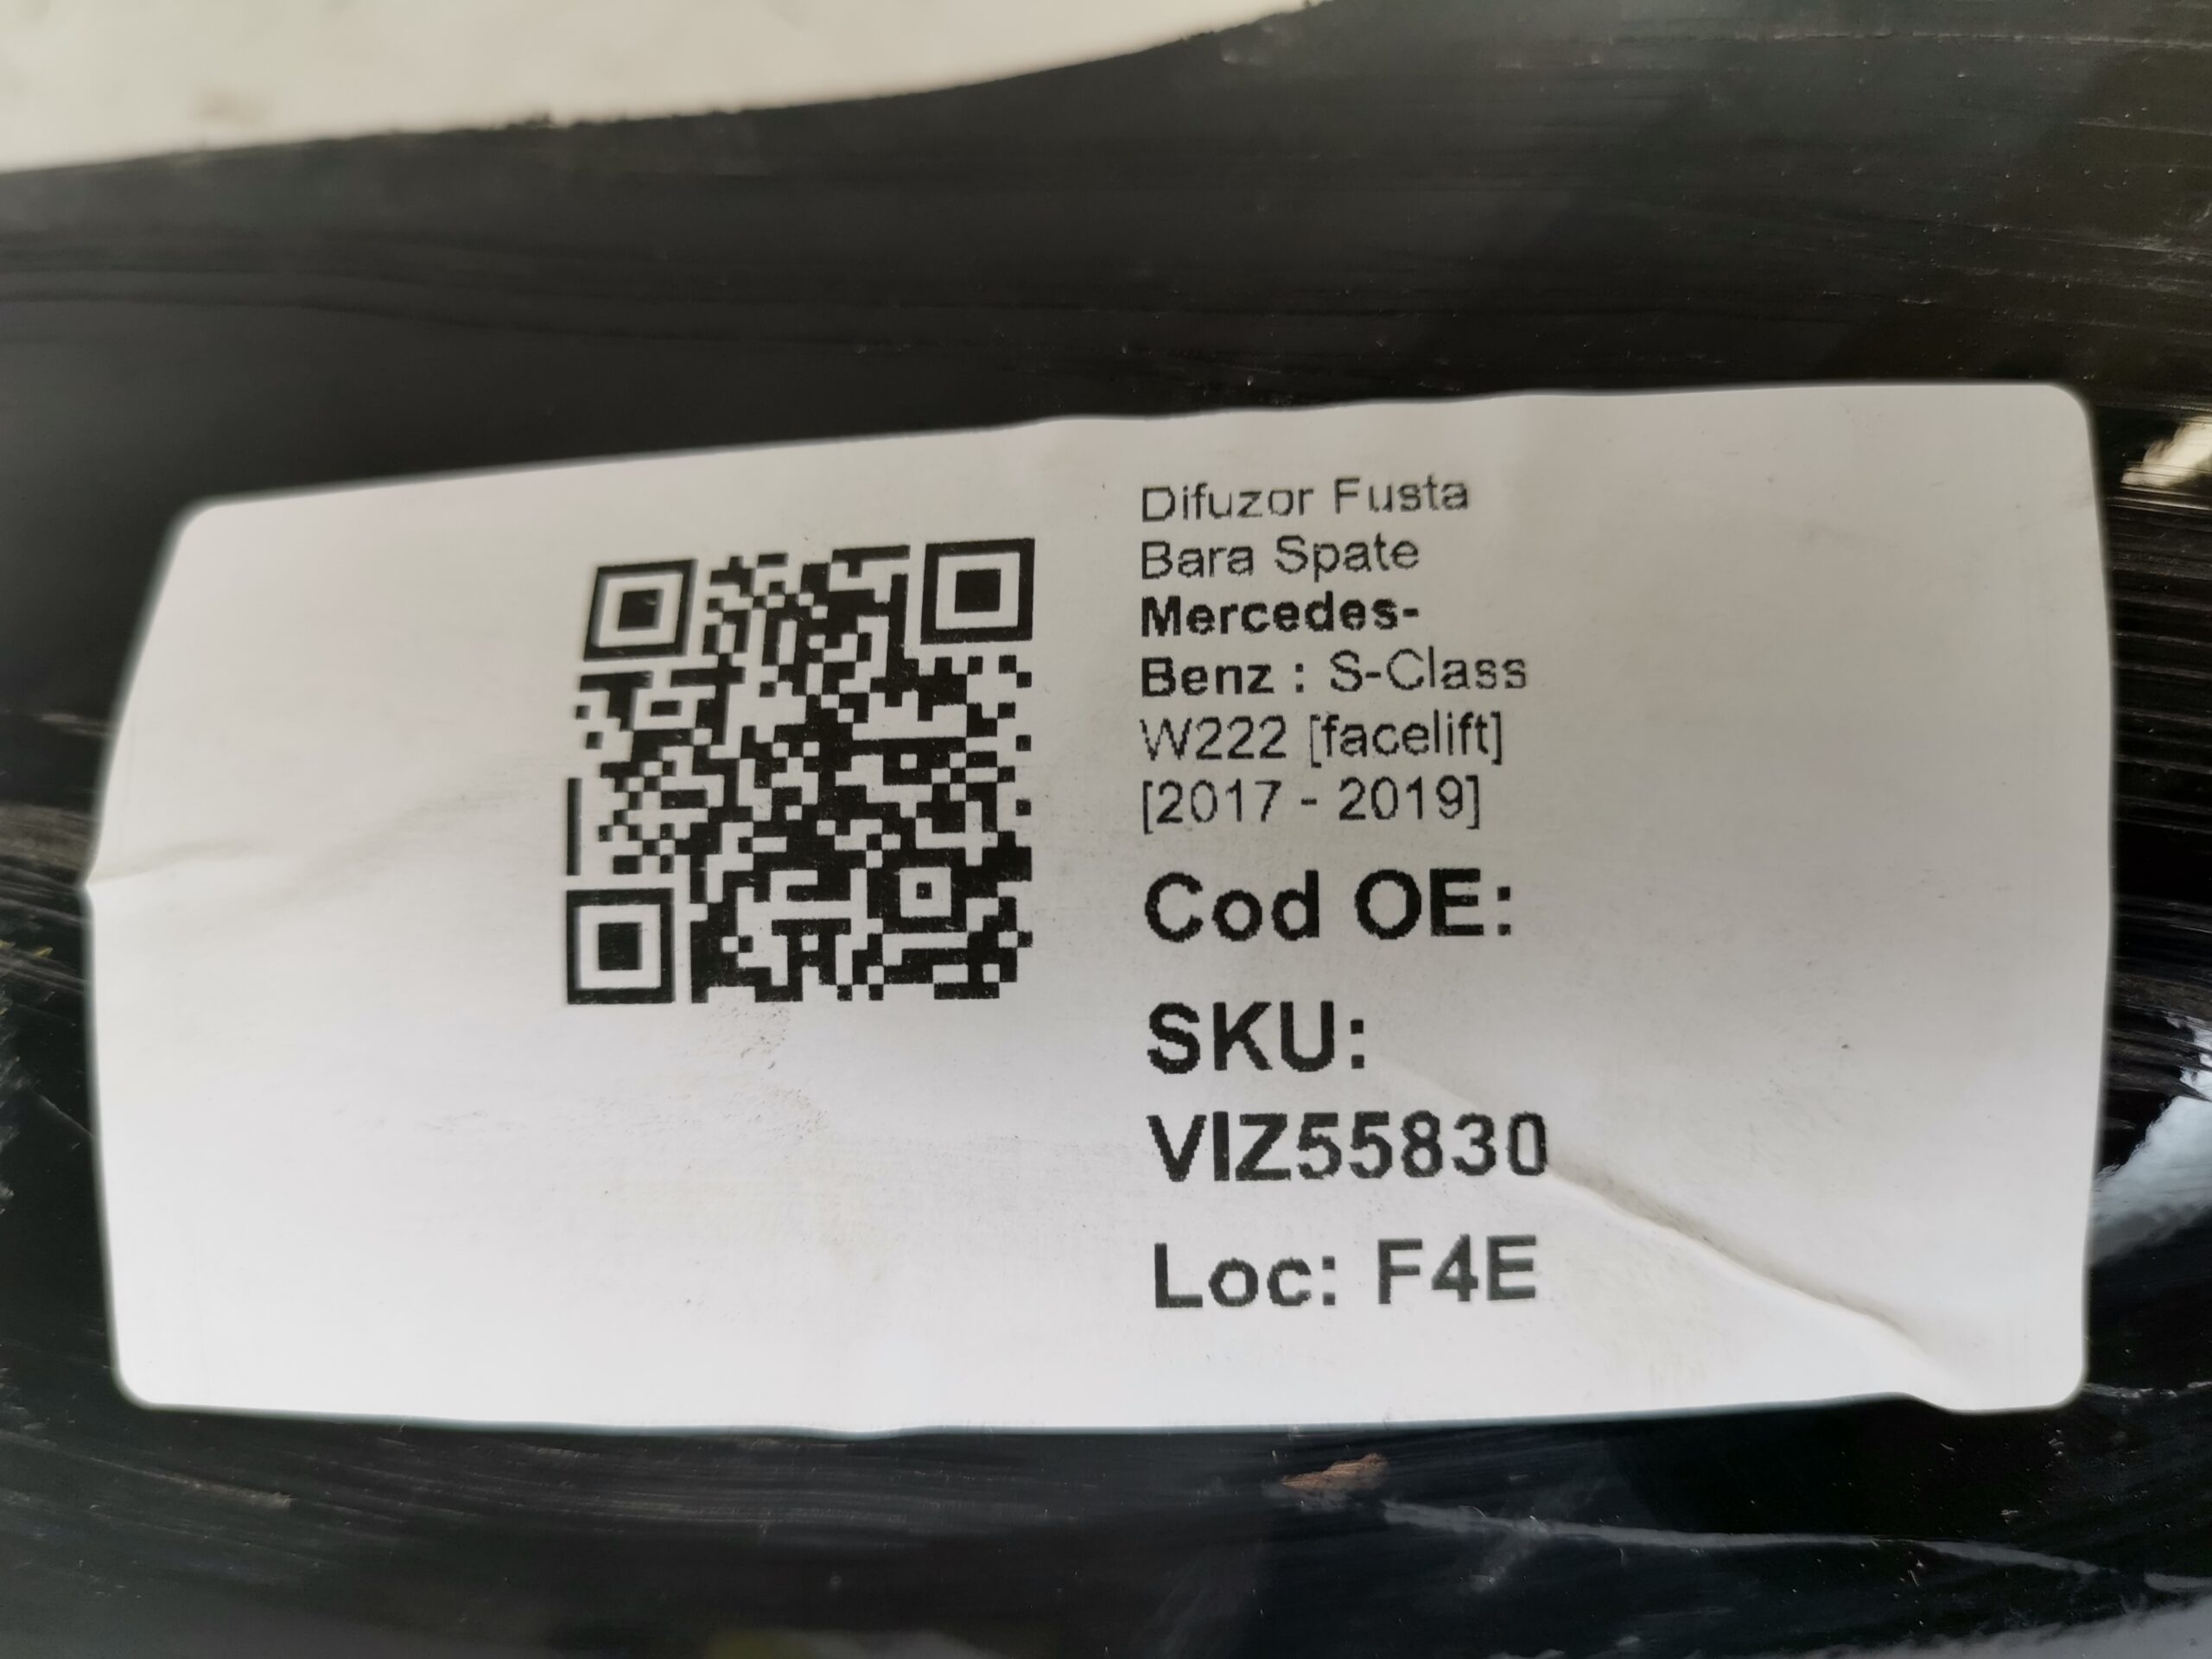 Difuzor Fusta
Bara Spate
Mercedes-
Benz : S-Class
W222 [facelift]
[2017 - 2019]
Cod OE:
SKU:
VIZ55830
Loc: F4E